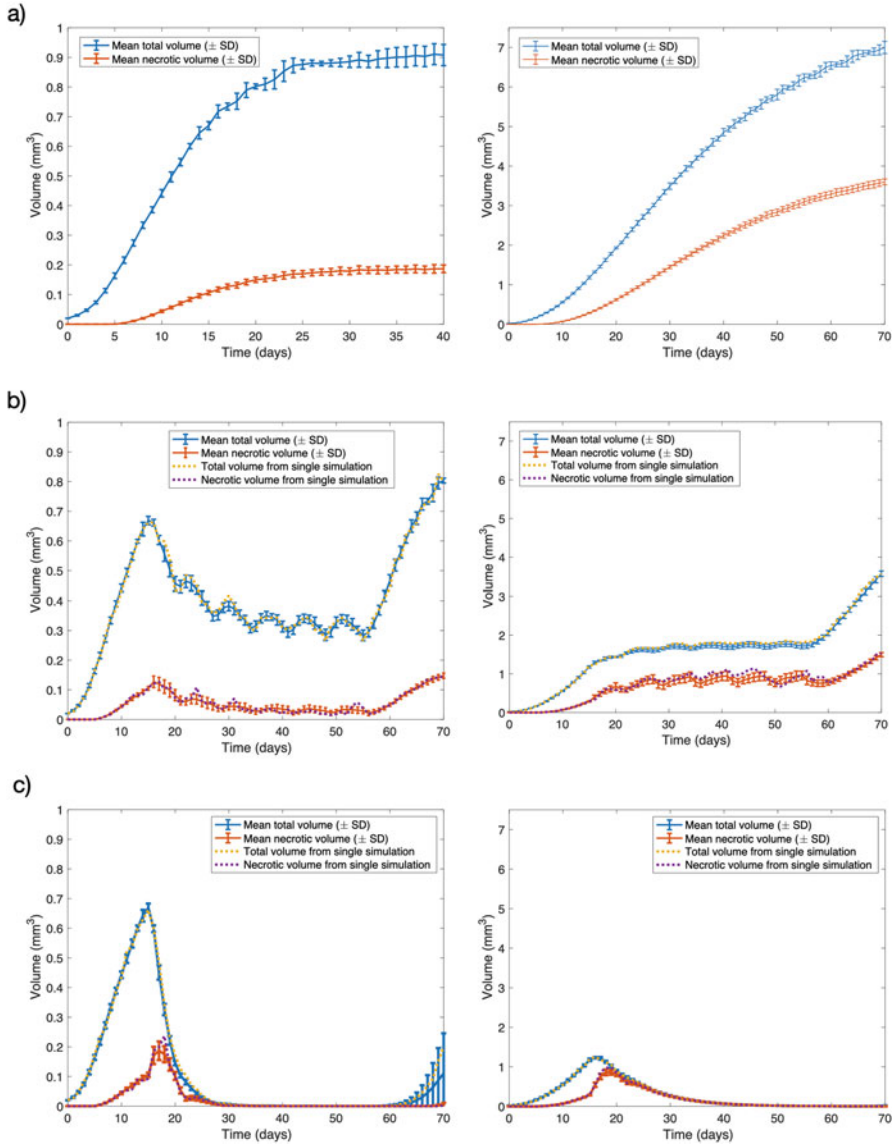 a)
Mean total volume (± SD)
Mean necrotic volume (± SD)
Volume (mm³)
1
0.9
0.8
0.7
0.6
0.5
0.4
0.3
0.2
0.1
0
0 5 10 15 20 25 30 35 40
Time (days)
Mean total volume (± SD)
Mean necrotic volume (± SD)
Volume (mm³)
7
6
5
4
3
2
1
0
0 10 20 30 40 50 60 70
Time (days)
b)
Mean total volume (± SD)
Mean necrotic volume (± SD)
Total volume from single simulation
Necrotic volume from single simulation
Volume (mm³)
1
0.9
0.8
0.7
0.6
0.5
0.4
0.3
0.2
0.1
0
0 10 20 30 40 50 60 70
Time (days)
Mean total volume (± SD)
Mean necrotic volume (± SD)
Total volume from single simulation
Necrotic volume from single simulation
Volume (mm³)
7
6
5
4
3
2
1
0
0 10 20 30 40 50 60 70
Time (days)
c)
Mean total volume (± SD)
Mean necrotic volume (± SD)
Total volume from single simulation
Necrotic volume from single simulation
Volume (mm³)
1
0.9
0.8
0.7
0.6
0.5
0.4
0.3
0.2
0.1
0
0 10 20 30 40 50 60 70
Time (days)
Mean total volume (± SD)
Mean necrotic volume (± SD)
Total volume from single simulation
Necrotic volume from single simulation
Volume (mm³)
7
6
5
4
3
2
1
0
0 10 20 30 40 50 60 70
Time (days)